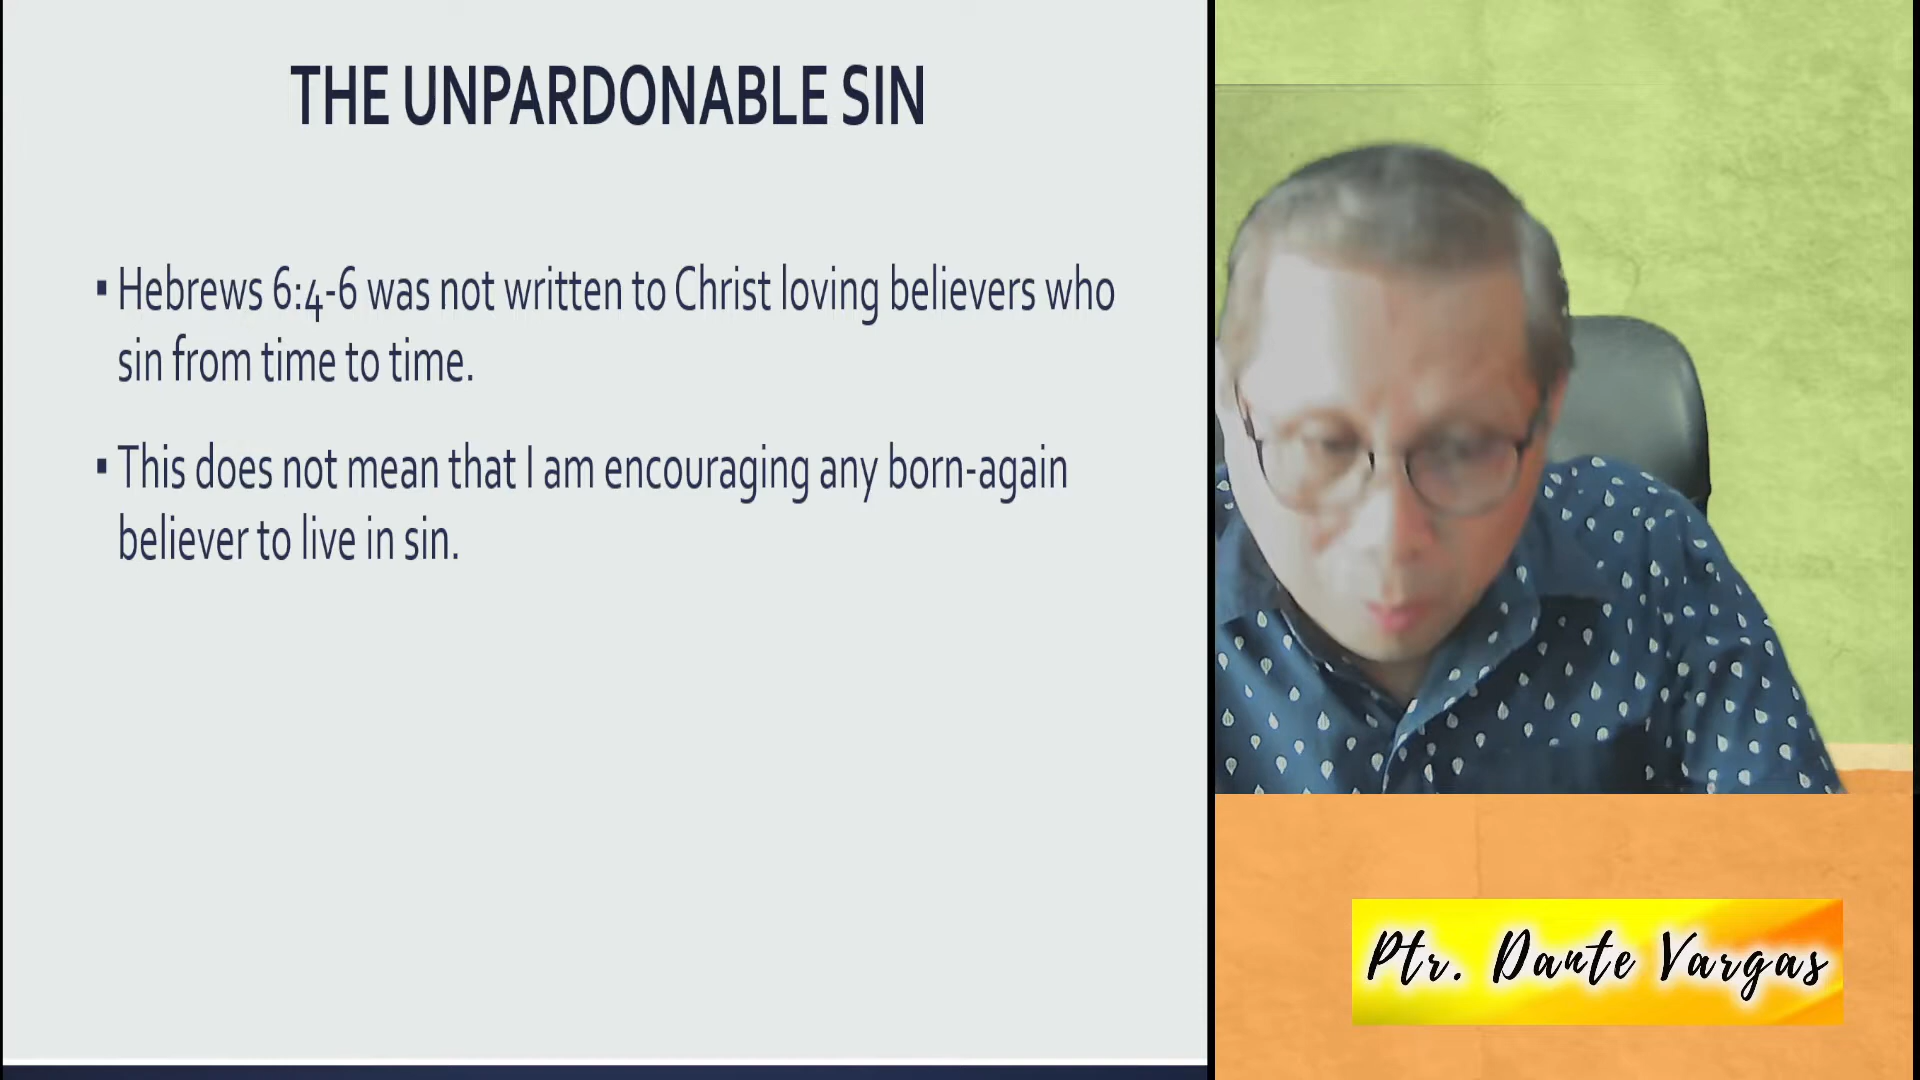 THE UNPARDONABLE SIN
▪ Hebrews 6:4-6 was not written to Christ loving believers who
sin from time to time.
▪ This does not mean that I am encouraging any born-again
believer to live in sin.
Ptr. Dante Vargas